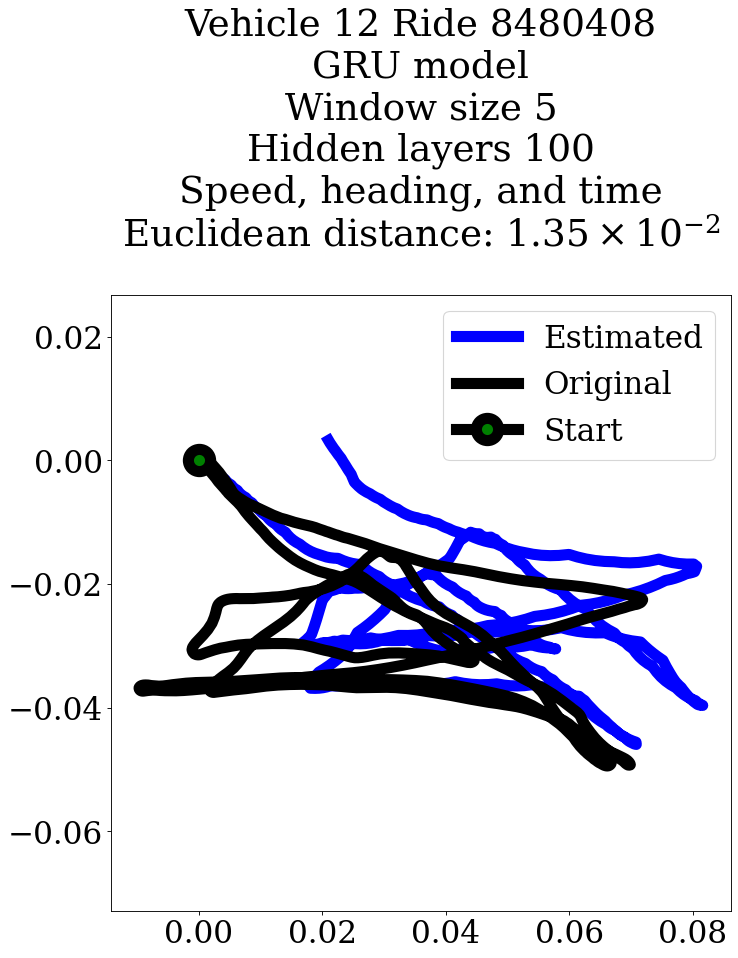 Vehicle 12 Ride 8480408
GRU model
Window size 5
Hidden layers 100
Speed, heading, and time
Euclidean distance: 1.35 × 10⁻²
Estimated
Original
Start
0.02
0.00
−0.02
−0.04
−0.06
0.00 0.02 0.04 0.06 0.08